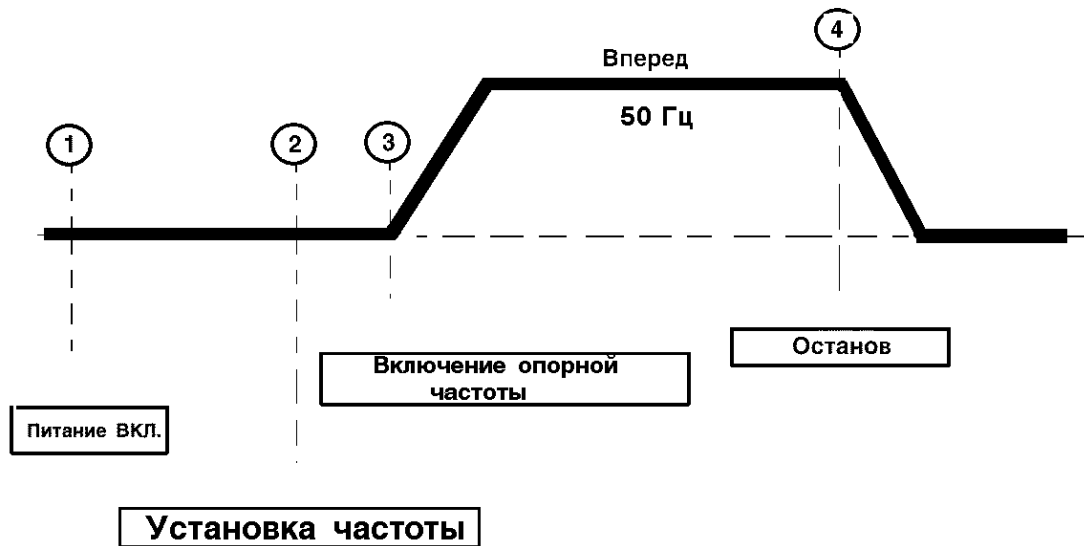 4
Вперед
50 Гц
1
2
3
Останов
Включение опорной
частоты
Питание ВКЛ.
Установка частоты